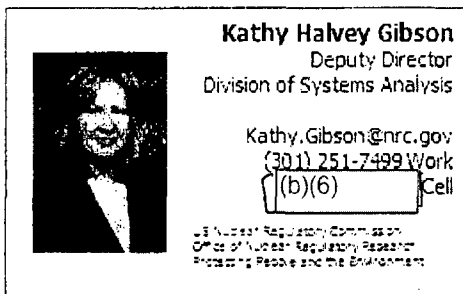 Kathy Halvey Gibson
Deputy Director
Division of Systems Analysis
Kathy.Gibson@nrc.gov
(301) 251-7499 Work
(b)(6) Cell
US Nuclear Regulatory Commission
Office of Nuclear Regulatory Research
Protecting People and the Environment